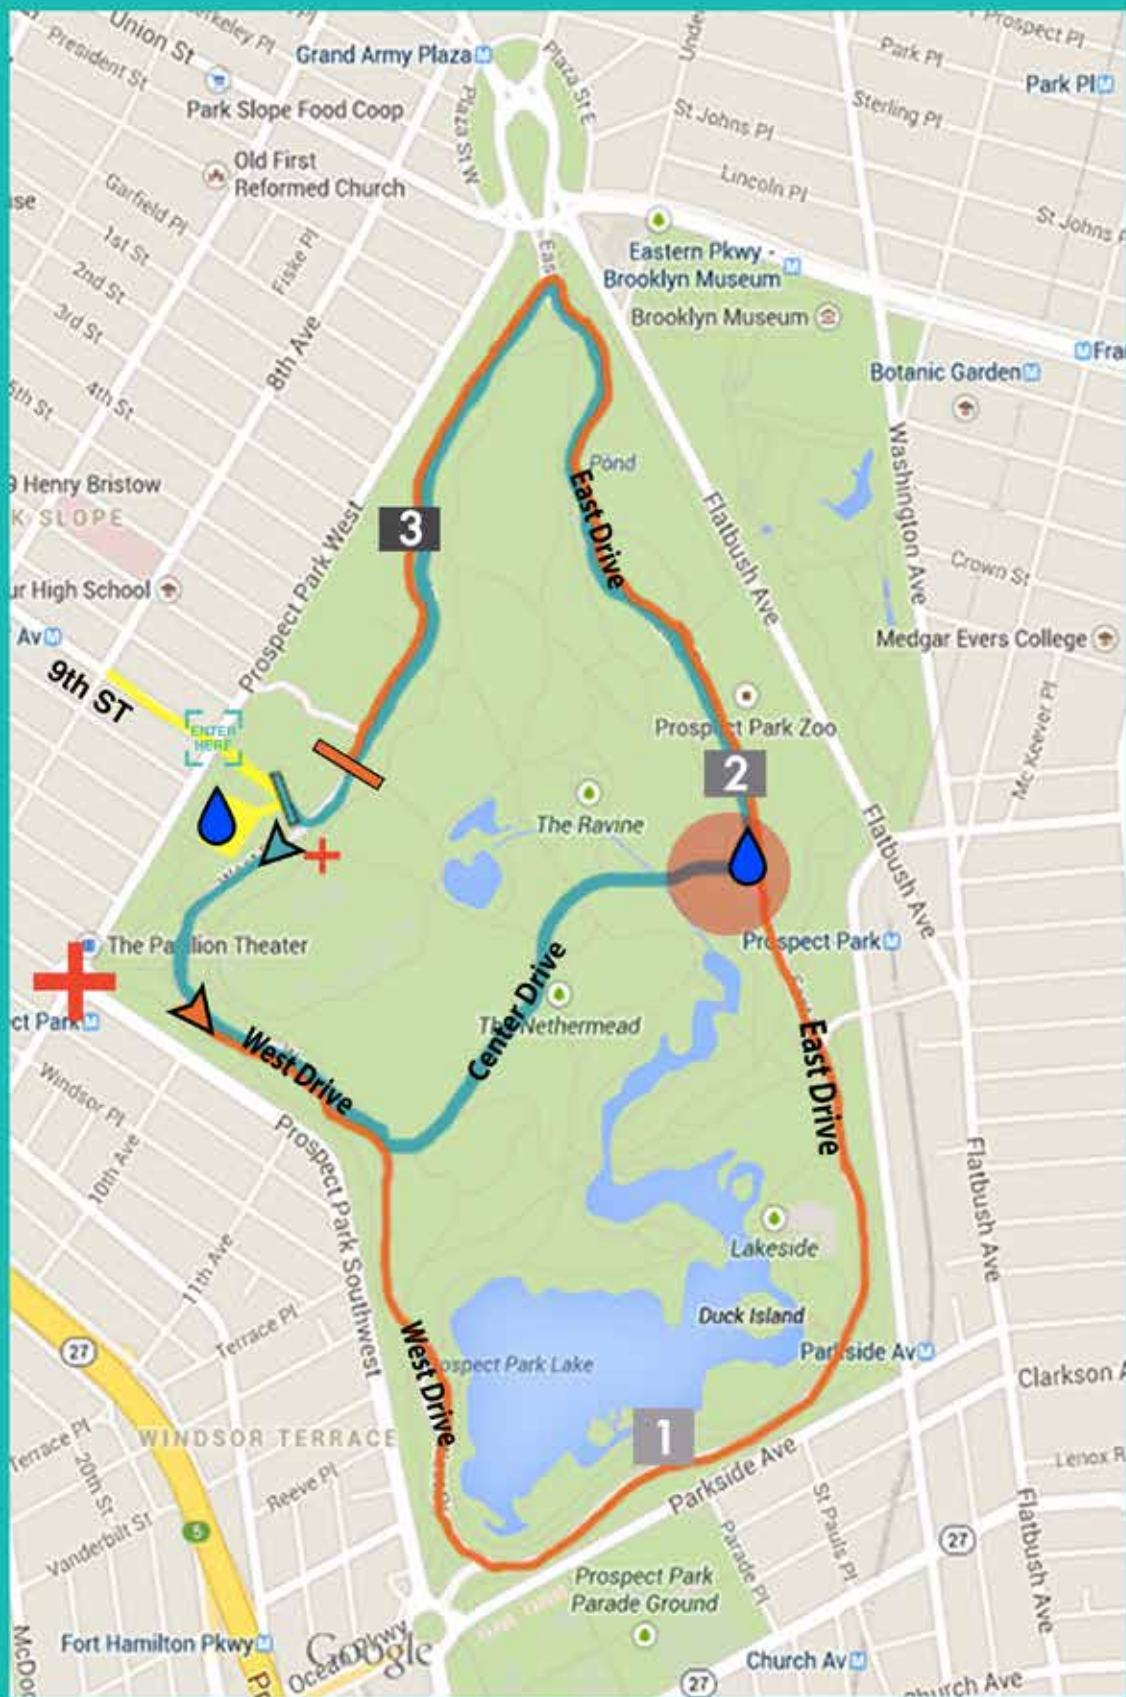 Union St
Berkeley Pl
President St
Grand Army Plaza
M
Plaza St E
Plaza St W
Park Slope Food Coop
Prospect Pl
Park Pl
Park Pl
M
Sterling Pl
St Johns Pl
Lincoln Pl
St Johns
Old First
Reformed Church
Garfield Pl
1st St
2nd St
3rd St
4th St
Fiske Pl
8th Ave
Eastern Pkwy -
Brooklyn Museum
M
Brooklyn Museum
M
Botanic Garden
M
Washington Ave
Henry Bristow
K SLOPE
3
Pond
East Drive
Flatbush Ave
Crown St
High School
Av
M
Prospect Park West
Medgar Evers College
Mc Keever Pl
9th ST
ENTER
HERE
Prospect Park Zoo
2
The Ravine
Flatbush Ave
The Pavilion Theater
Prospect Park
M
M
Center Drive
The Nethermead
West Drive
East Drive
Windsor Pl
10th Ave
11th Ave
Terrace Pl
Prospect Park Southwest
Flatbush Ave
Lakeside
Duck Island
Parkside Av
M
Clarkson
27
Prospect Park Lake
West Drive
1
WINDSOR TERRACE
Terrace Pl
20th St
Reeve Pl
Vanderbilt St
5
Parkside Ave
Lenox R
St Pauls Pl
Parade Pl
27
Flatbush Ave
Prospect Park
Parade Ground
Fort Hamilton Pkwy
M
Google
Ocean Pkwy
Church Av
M
27
Church Ave